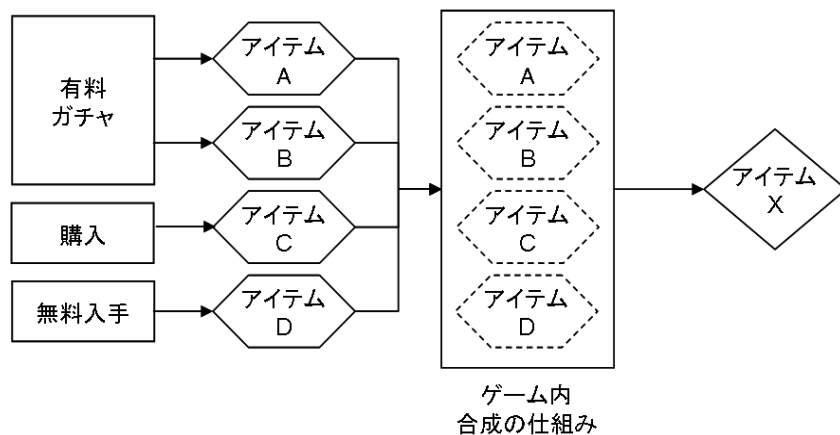 有料
ガチャ
購入
無料入手
アイテム
A
アイテム
B
アイテム
C
アイテム
D
アイテム
A
アイテム
B
アイテム
C
アイテム
D
ゲーム内
合成の仕組み
アイテム
X